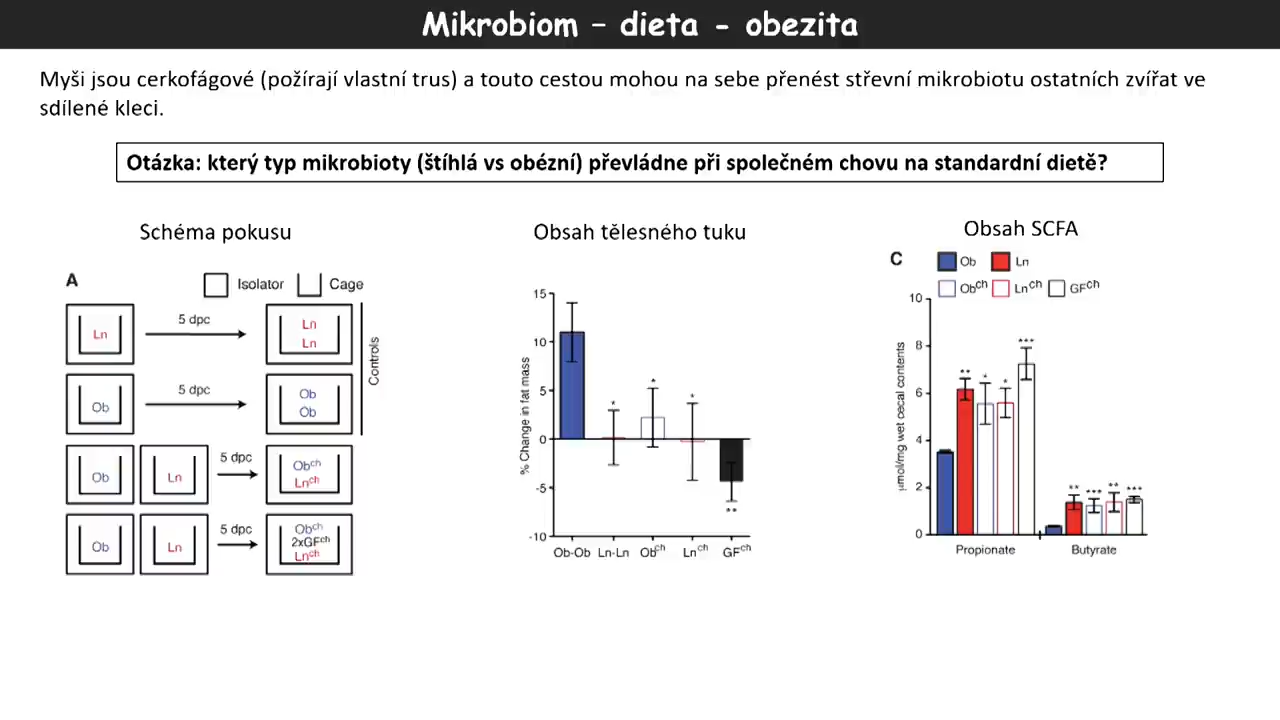 Mikrobiom – dieta - obezita
Myši jsou cerkofágové (požírají vlastní trus) a touto cestou mohou na sebe přenést střevní mikrobiotu ostatních zvířat ve
sdílené kleci.
Otázka: který typ mikrobioty (štíhlá vs obézní) převládne při společném chovu na standardní dietě?
Schéma pokusu
A
Isolator
Cage
Ln
5 dpc
Ln
Ln
Ob
5 dpc
Ob
Ob
Controls
Ob
Ln
5 dpc
Obch
Lnch
Ob
Ln
5 dpc
Obch
2xGFch
Lnch
Obsah tělesného tuku
% Change in fat mass
15
10
5
0
-5
-10
*
*
*
**
Ob-Ob Ln-Ln Obch Lnch GFch
Obsah SCFA
C
Ob
Ln
Obch
Lnch
GFch
µmol/mg wet cecal contents
10
8
6
4
2
0
** * * ***
** *** ** ***
Propionate
Butyrate